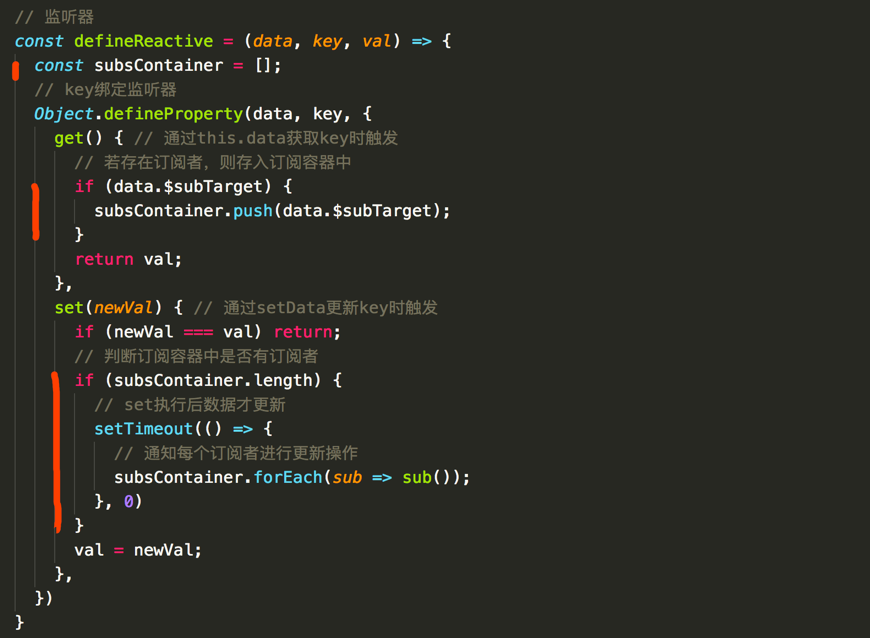 // 监听器
const defineReactive = (data, key, val) => {
const subsContainer = [];
// key绑定监听器
Object.defineProperty(data, key, {
get() { // 通过this.data获取key时触发
// 若存在订阅者，则存入订阅容器中
if (data.$subTarget) {
subsContainer.push(data.$subTarget);
}
return val;
},
set(newVal) { // 通过setData更新key时触发
if (newVal === val) return;
// 判断订阅容器中是否有订阅者
if (subsContainer.length) {
// set执行后数据才更新
setTimeout(() => {
// 通知每个订阅者进行更新操作
subsContainer.forEach(sub => sub());
}, 0)
}
val = newVal;
},
})
}